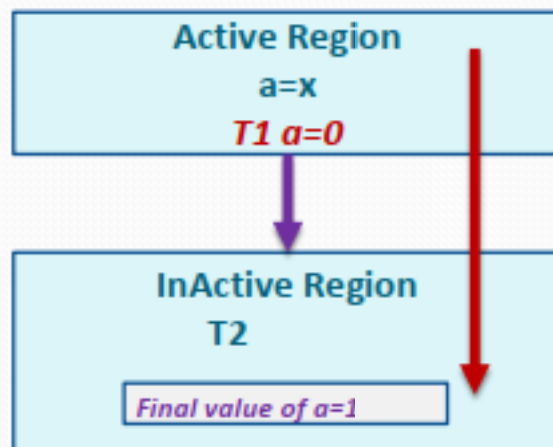 Active Region
a=x
T1 a=0
InActive Region
T2
Final value of a=1